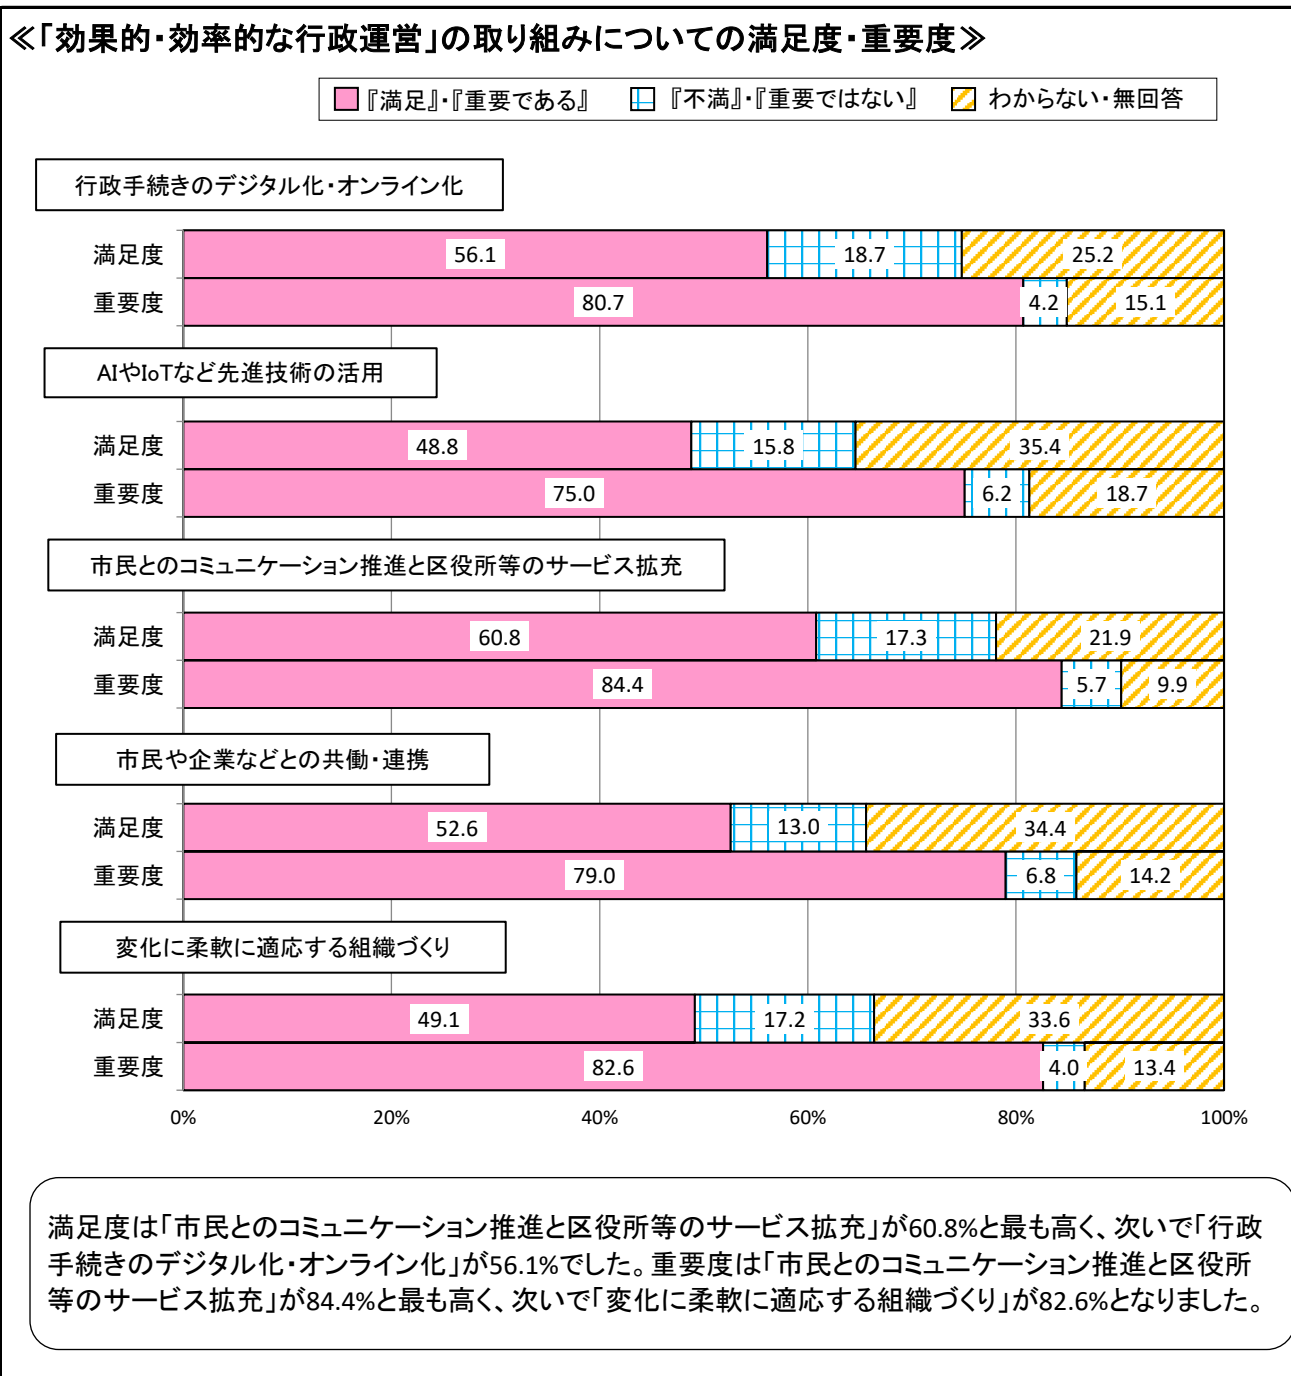 ≪「効果的・効率的な行政運営」の取り組みについての満足度・重要度≫
『満足』・『重要である』 『不満』・『重要ではない』 わからない・無回答
行政手続きのデジタル化・オンライン化
満足度 56.1 18.7 25.2
重要度 80.7 4.2 15.1
AIやIoTなど先進技術の活用
満足度 48.8 15.8 35.4
重要度 75.0 6.2 18.7
市民とのコミュニケーション推進と区役所等のサービス拡充
満足度 60.8 17.3 21.9
重要度 84.4 5.7 9.9
市民や企業などとの共働・連携
満足度 52.6 13.0 34.4
重要度 79.0 6.8 14.2
変化に柔軟に適応する組織づくり
満足度 49.1 17.2 33.6
重要度 82.6 4.0 13.4
0% 20% 40% 60% 80% 100%
満足度は「市民とのコミュニケーション推進と区役所等のサービス拡充」が60.8%と最も高く、次いで「行政
手続きのデジタル化・オンライン化」が56.1%でした。重要度は「市民とのコミュニケーション推進と区役所
等のサービス拡充」が84.4%と最も高く、次いで「変化に柔軟に適応する組織づくり」が82.6%となりました。